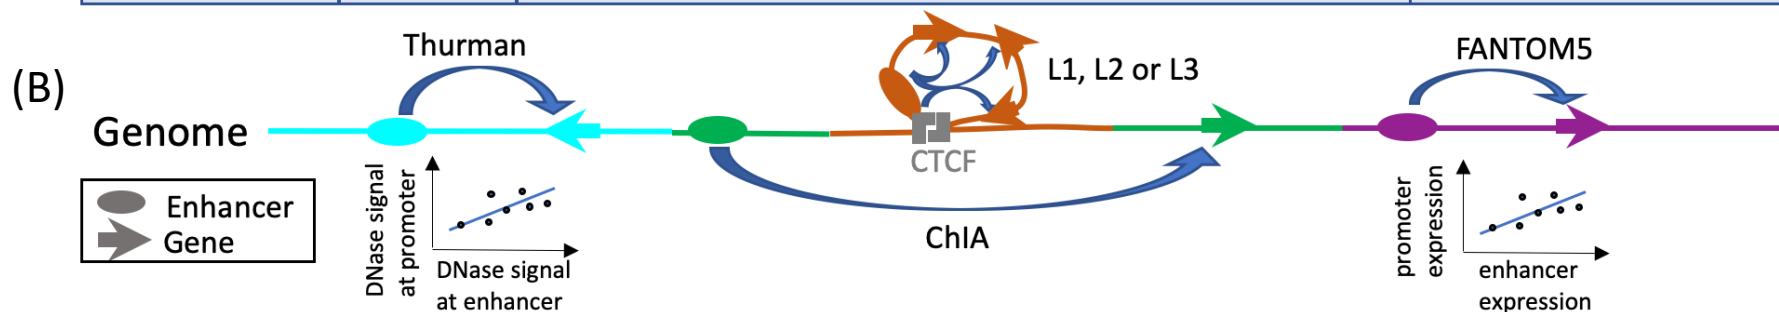 (B)
Thurman
L1, L2 or L3
FANTOM5
Genome
CTCF
Enhancer
Gene
DNase signal
at promoter
DNase signal
at enhancer
ChIA
promoter
expression
enhancer
expression